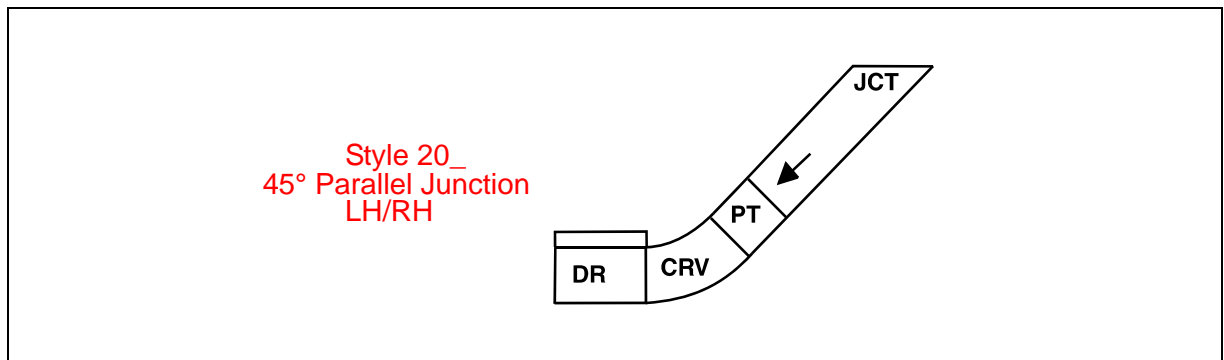 JCT
Style 20_
45° Parallel Junction
LH/RH
PT
CRV
DR